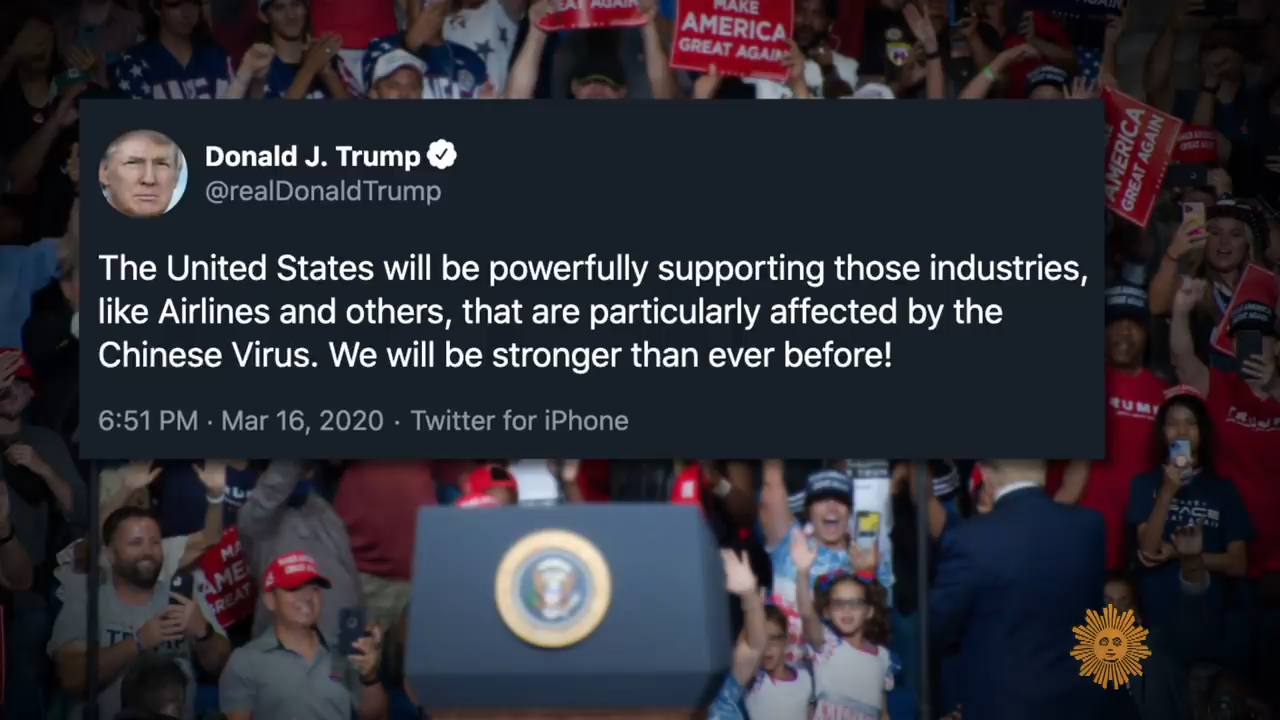 EAT AGAIN
MAKE
AMERICA
GREAT AGAIN
AMERICA
GREAT AGAIN
Donald J. Trump
@realDonaldTrump
The United States will be powerfully supporting those industries,
like Airlines and others, that are particularly affected by the
Chinese Virus. We will be stronger than ever before!
6:51 PM · Mar 16, 2020 · Twitter for iPhone